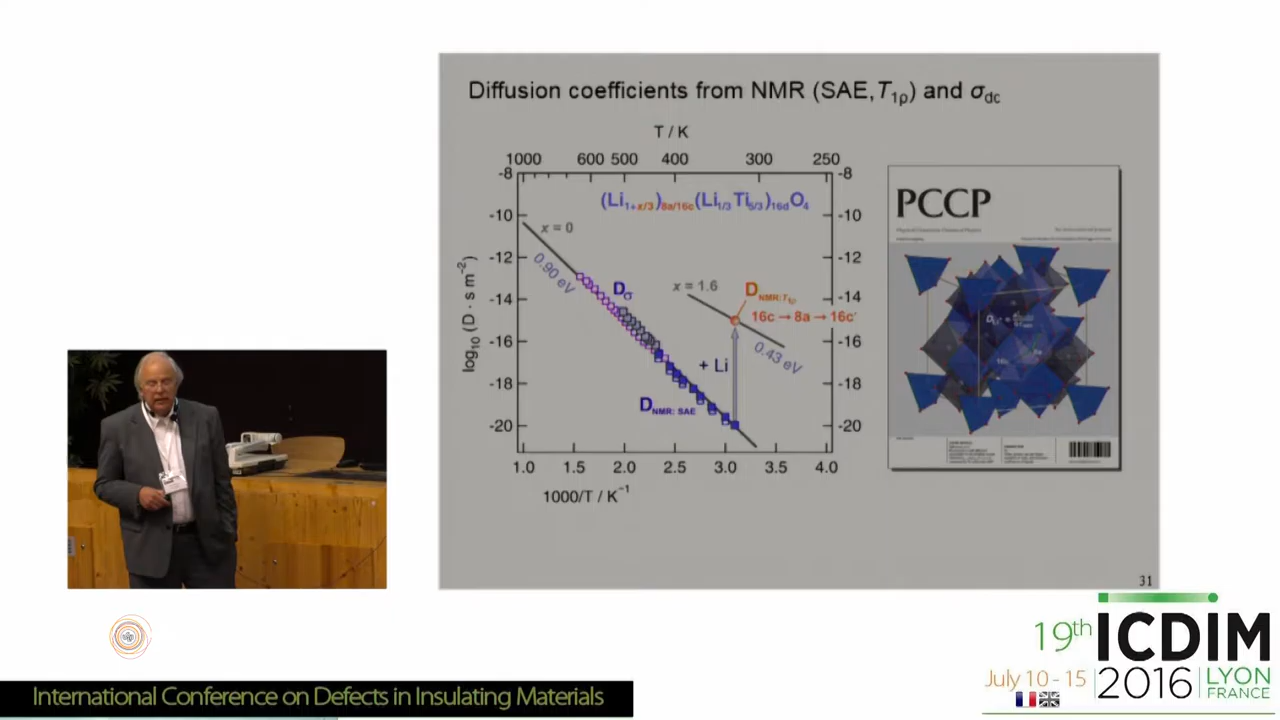 Diffusion coefficients from NMR (SAE, T1ρ) and σdc
T / K
1000 600 500 400 300 250
-8 -8
(Li1+x/3)8a/16c(Li1/3Ti5/3)16dO4
-10 -10
x = 0
-12 -12
0.90 eV
Dσ
x = 1.6
DNMR: T1ρ
-14 -14
16c → 8a → 16c'
-16 -16
0.43 eV
+ Li
-18 -18
DNMR: SAE
-20 -20
log10 (D · s m−2)
1.0 1.5 2.0 2.5 3.0 3.5 4.0
1000/T / K−1
PCCP
31
19th ICDIM
July 10 - 15 2016 LYON
FRANCE
International Conference on Defects in Insulating Materials